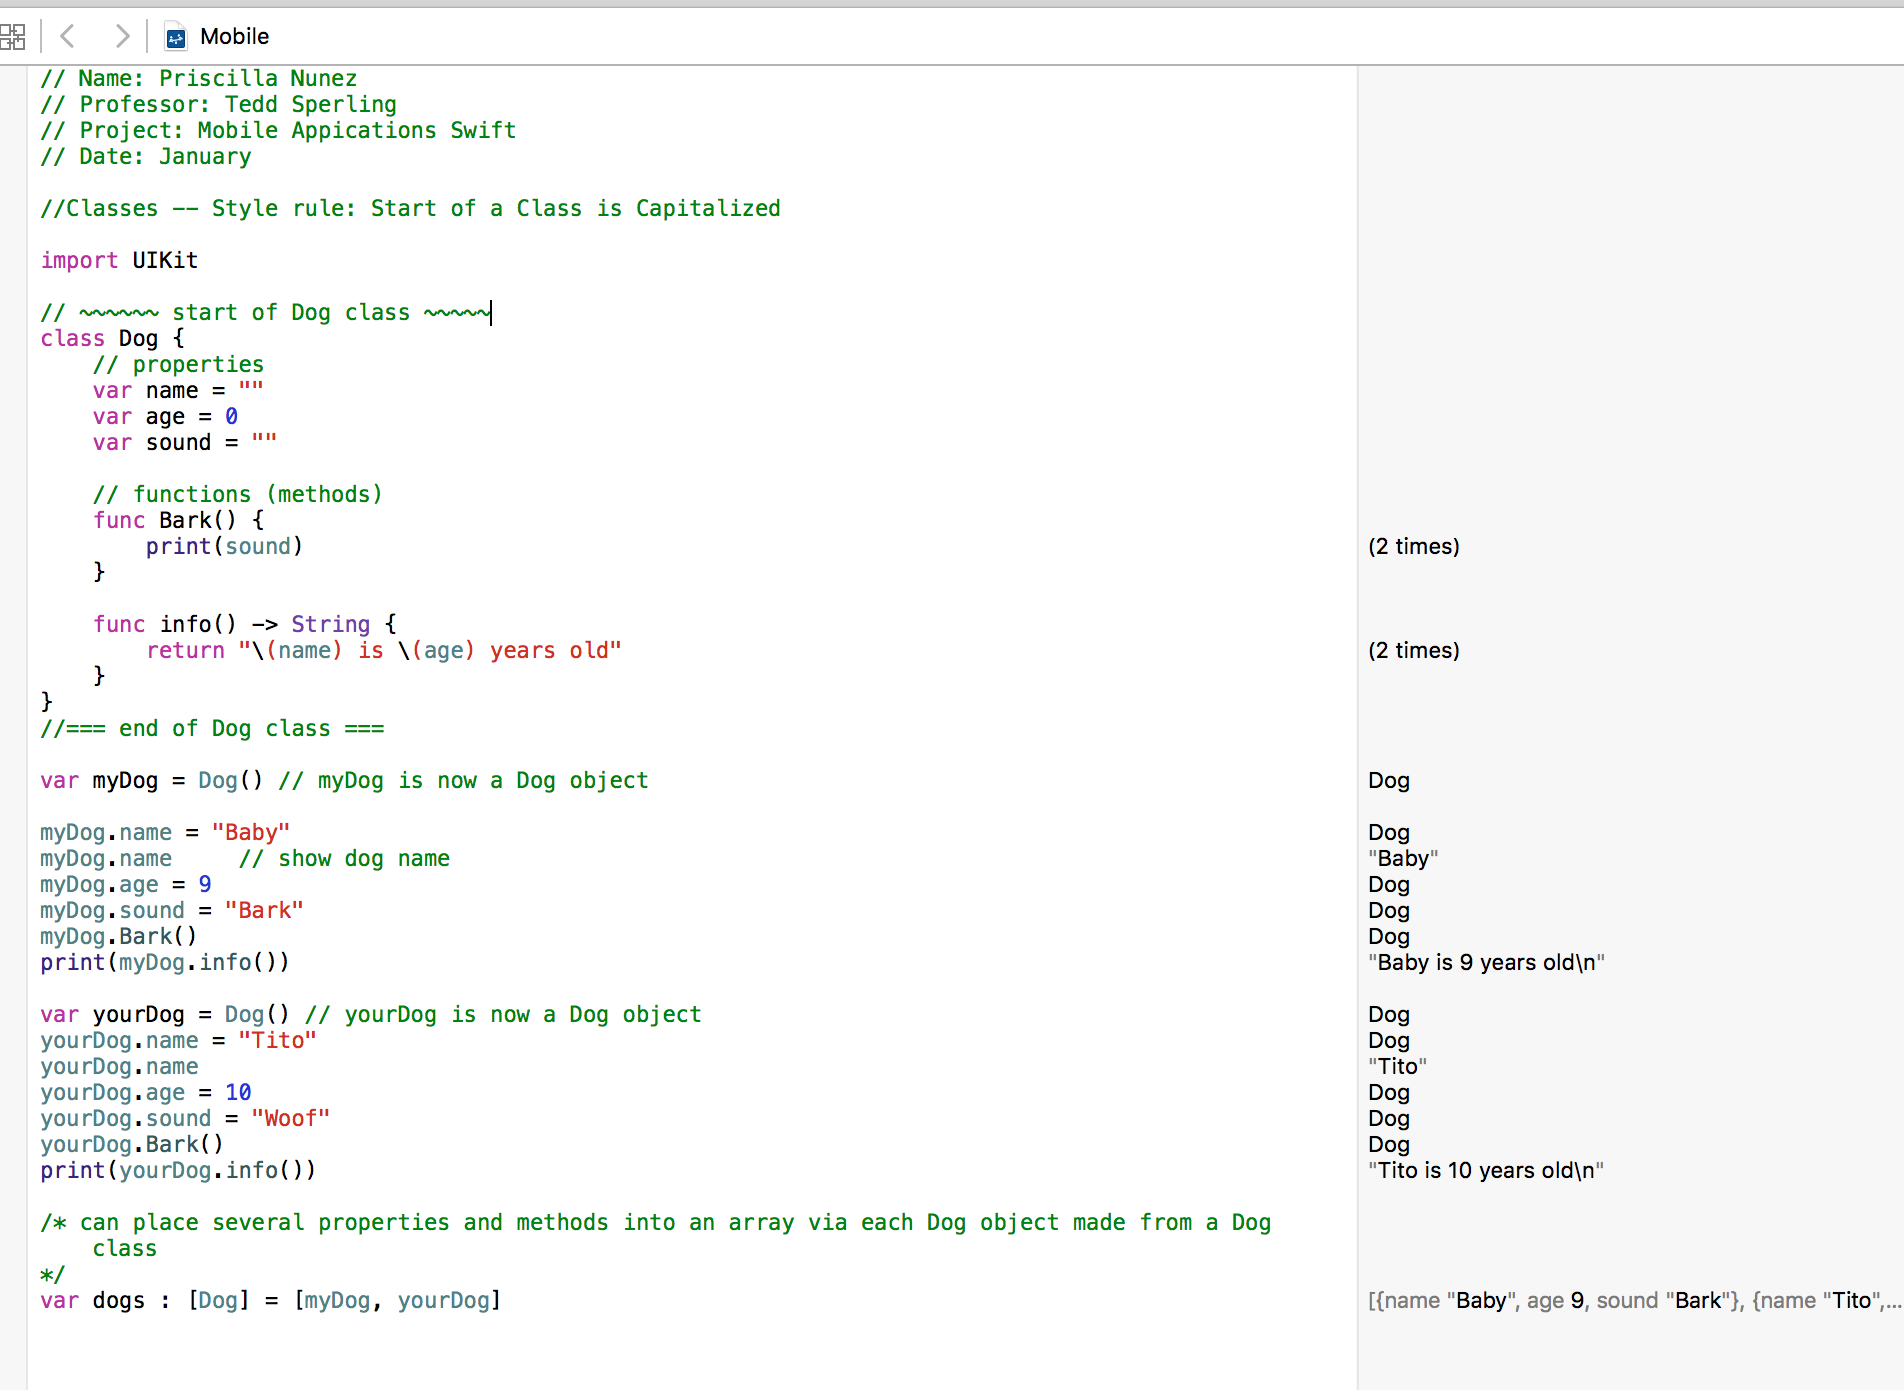 Mobile
// Name: Priscilla Nunez
// Professor: Tedd Sperling
// Project: Mobile Appications Swift
// Date: January
//Classes -- Style rule: Start of a Class is Capitalized
import UIKit
// ~~~~~~ start of Dog class ~~~~~
class Dog {
    // properties
    var name = ""
    var age = 0
    var sound = ""
    // functions (methods)
    func Bark() {
        print(sound)
(2 times)
    }
    func info() -> String {
        return "\(name) is \(age) years old"
(2 times)
    }
}
//=== end of Dog class ===
var myDog = Dog() // myDog is now a Dog object
Dog
myDog.name = "Baby"
Dog
myDog.name     // show dog name
"Baby"
myDog.age = 9
Dog
myDog.sound = "Bark"
Dog
myDog.Bark()
Dog
print(myDog.info())
"Baby is 9 years old\n"
var yourDog = Dog() // yourDog is now a Dog object
Dog
yourDog.name = "Tito"
Dog
yourDog.name
"Tito"
yourDog.age = 10
Dog
yourDog.sound = "Woof"
Dog
yourDog.Bark()
Dog
print(yourDog.info())
"Tito is 10 years old\n"
/* can place several properties and methods into an array via each Dog object made from a Dog
    class
*/
var dogs : [Dog] = [myDog, yourDog]
[{name "Baby", age 9, sound "Bark"}, {name "Tito",...